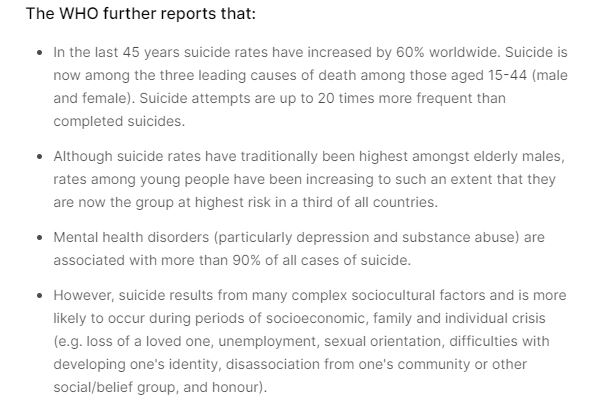 The WHO further reports that:
• In the last 45 years suicide rates have increased by 60% worldwide. Suicide is
now among the three leading causes of death among those aged 15-44 (male
and female). Suicide attempts are up to 20 times more frequent than
completed suicides.
• Although suicide rates have traditionally been highest amongst elderly males,
rates among young people have been increasing to such an extent that they
are now the group at highest risk in a third of all countries.
• Mental health disorders (particularly depression and substance abuse) are
associated with more than 90% of all cases of suicide.
• However, suicide results from many complex sociocultural factors and is more
likely to occur during periods of socioeconomic, family and individual crisis
(e.g. loss of a loved one, unemployment, sexual orientation, difficulties with
developing one's identity, disassociation from one's community or other
social/belief group, and honour).